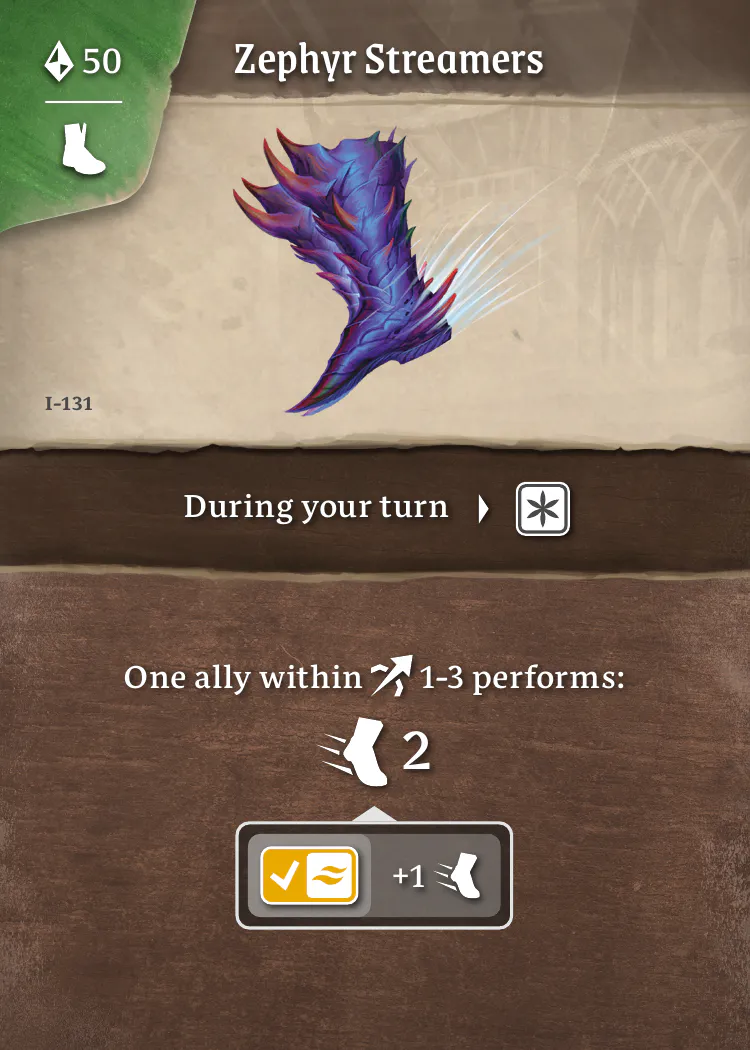 50
Zephyr Streamers
I-131
During your turn
One ally within 1-3 performs:
2
+1